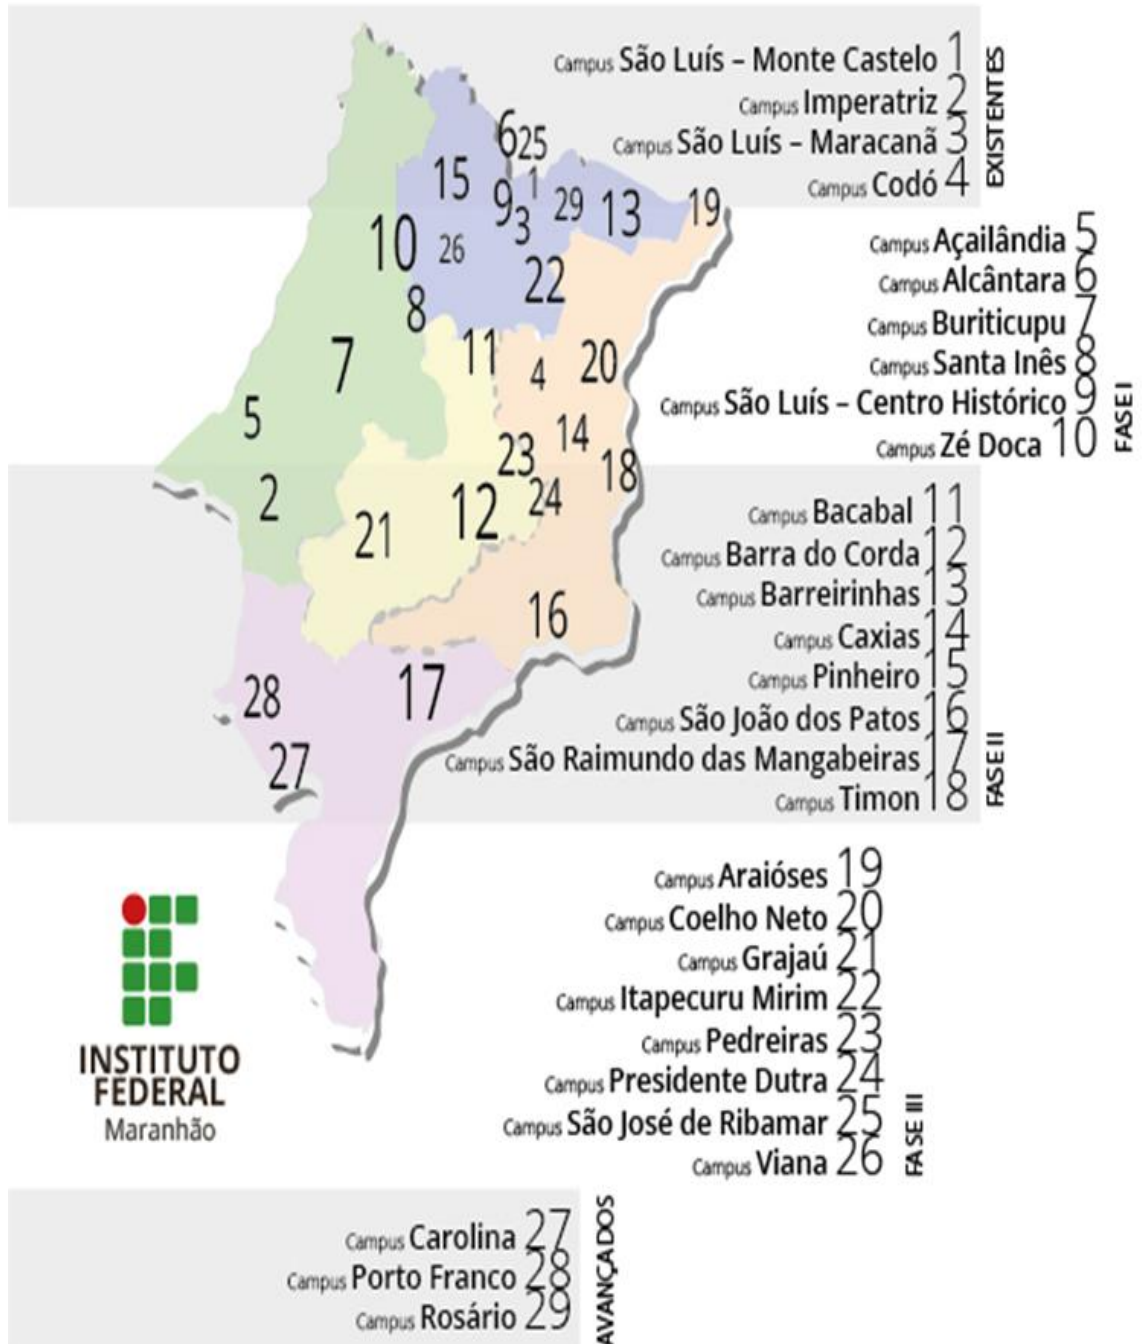 Campus São Luís – Monte Castelo 1
Campus Imperatriz 2
Campus São Luís – Maracanã 3
Campus Codó 4
EXISTENTES
Campus Açailândia 5
Campus Alcântara 6
Campus Buriticupu 7
Campus Santa Inês 8
Campus São Luís – Centro Histórico 9
Campus Zé Doca 10
FASE I
Campus Bacabal 11
Campus Barra do Corda 12
Campus Barreirinhas 13
Campus Caxias 14
Campus Pinheiro 15
Campus São João dos Patos 16
Campus São Raimundo das Mangabeiras 17
Campus Timon 18
FASE II
Campus Araióses 19
Campus Coelho Neto 20
Campus Grajaú 21
Campus Itapecuru Mirim 22
Campus Pedreiras 23
Campus Presidente Dutra 24
Campus São José de Ribamar 25
Campus Viana 26
FASE III
Campus Carolina 27
Campus Porto Franco 28
Campus Rosário 29
AVANÇADOS
6 25
15 9 1 29 13 19
10 26 3
8 22
7 11 4 20
5 14
2 23 18
21 12 24
16
28 17
27
INSTITUTO
FEDERAL
Maranhão